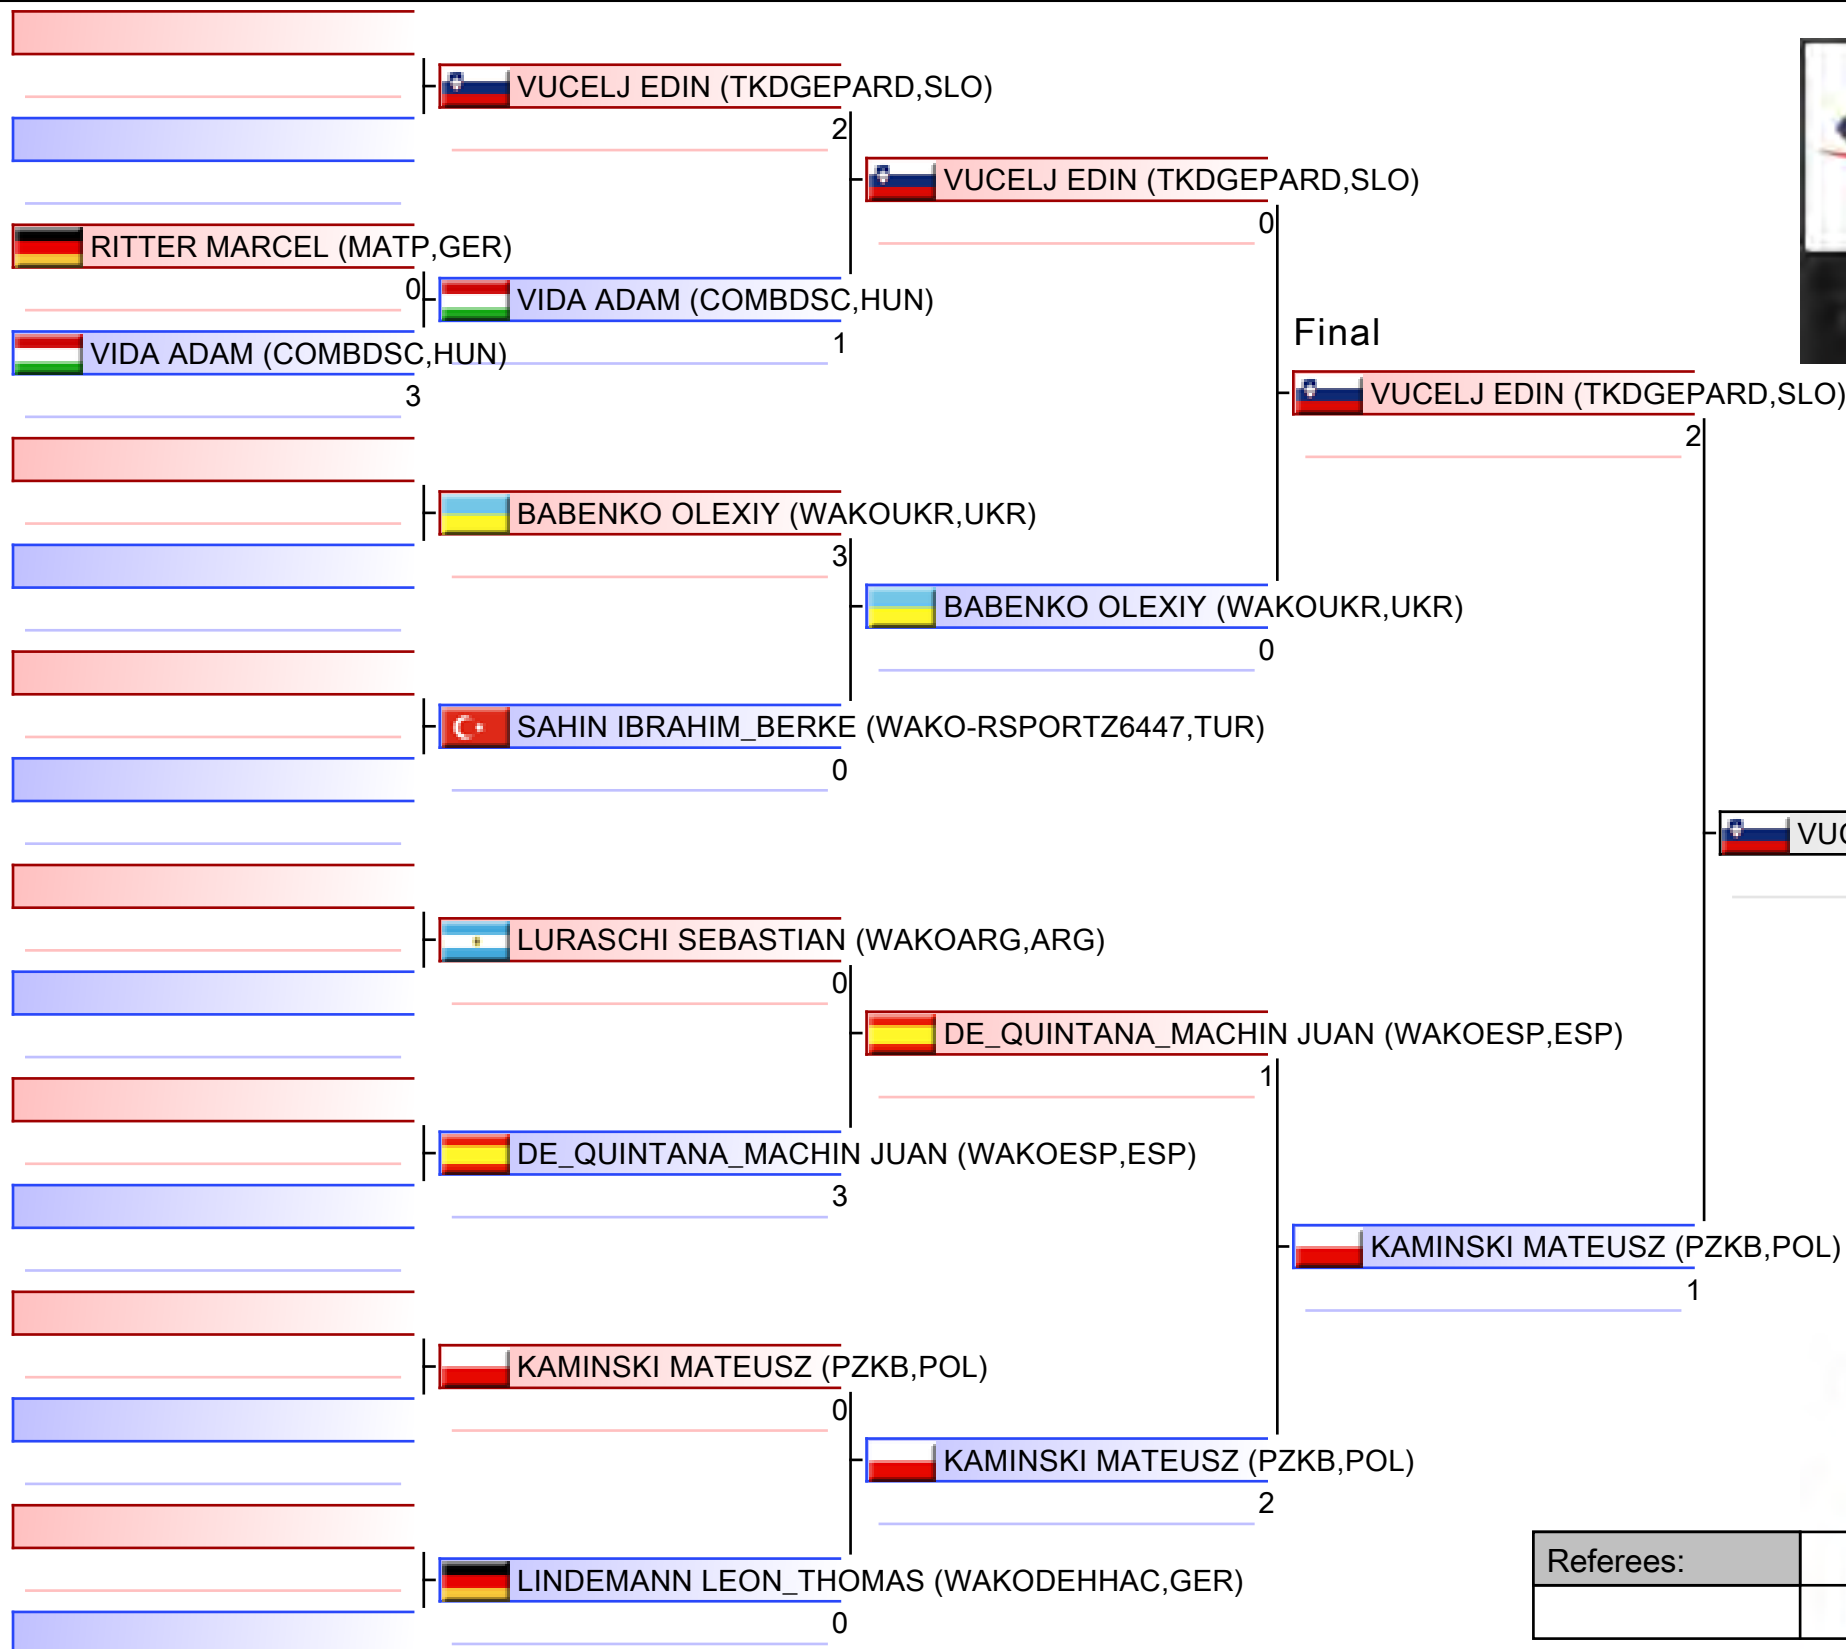 VUCELJ EDIN (TKDGEPARD,SLO)
2
VUCELJ EDIN (TKDGEPARD,SLO)
0
RITTER MARCEL (MATP,GER)
0
VIDA ADAM (COMBDSC,HUN)
1
VIDA ADAM (COMBDSC,HUN)
3
Final
VUCELJ EDIN (TKDGEPARD,SLO)
2
BABENKO OLEXIY (WAKOUKR,UKR)
3
BABENKO OLEXIY (WAKOUKR,UKR)
0
SAHIN IBRAHIM_BERKE (WAKO-RSPORTZ6447,TUR)
0
VUC
LURASCHI SEBASTIAN (WAKOARG,ARG)
0
DE_QUINTANA_MACHIN JUAN (WAKOESP,ESP)
1
DE_QUINTANA_MACHIN JUAN (WAKOESP,ESP)
3
KAMINSKI MATEUSZ (PZKB,POL)
1
KAMINSKI MATEUSZ (PZKB,POL)
0
KAMINSKI MATEUSZ (PZKB,POL)
2
LINDEMANN LEON_THOMAS (WAKODEHHAC,GER)
0
Referees: